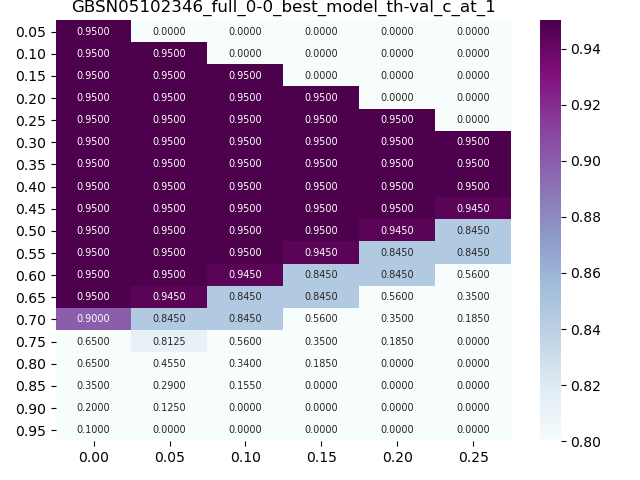 GBSN05102346_full_0-0_best_model_th-val_c_at_1
0.05 0.9500 0.0000 0.0000 0.0000 0.0000 0.0000
0.10 0.9500 0.9500 0.0000 0.0000 0.0000 0.0000
0.15 0.9500 0.9500 0.9500 0.0000 0.0000 0.0000
0.20 0.9500 0.9500 0.9500 0.9500 0.0000 0.0000
0.25 0.9500 0.9500 0.9500 0.9500 0.9500 0.0000
0.30 0.9500 0.9500 0.9500 0.9500 0.9500 0.9500
0.35 0.9500 0.9500 0.9500 0.9500 0.9500 0.9500
0.40 0.9500 0.9500 0.9500 0.9500 0.9500 0.9500
0.45 0.9500 0.9500 0.9500 0.9500 0.9500 0.9450
0.50 0.9500 0.9500 0.9500 0.9500 0.9450 0.8450
0.55 0.9500 0.9500 0.9500 0.9450 0.8450 0.8450
0.60 0.9500 0.9500 0.9450 0.8450 0.8450 0.5600
0.65 0.9500 0.9450 0.8450 0.8450 0.5600 0.3500
0.70 0.9000 0.8450 0.8450 0.5600 0.3500 0.1850
0.75 0.6500 0.8125 0.5600 0.3500 0.1850 0.0000
0.80 0.6500 0.4550 0.3400 0.1850 0.0000 0.0000
0.85 0.3500 0.2900 0.1550 0.0000 0.0000 0.0000
0.90 0.2000 0.1250 0.0000 0.0000 0.0000 0.0000
0.95 0.1000 0.0000 0.0000 0.0000 0.0000 0.0000
0.00 0.05 0.10 0.15 0.20 0.25
0.94
0.92
0.90
0.88
0.86
0.84
0.82
0.80